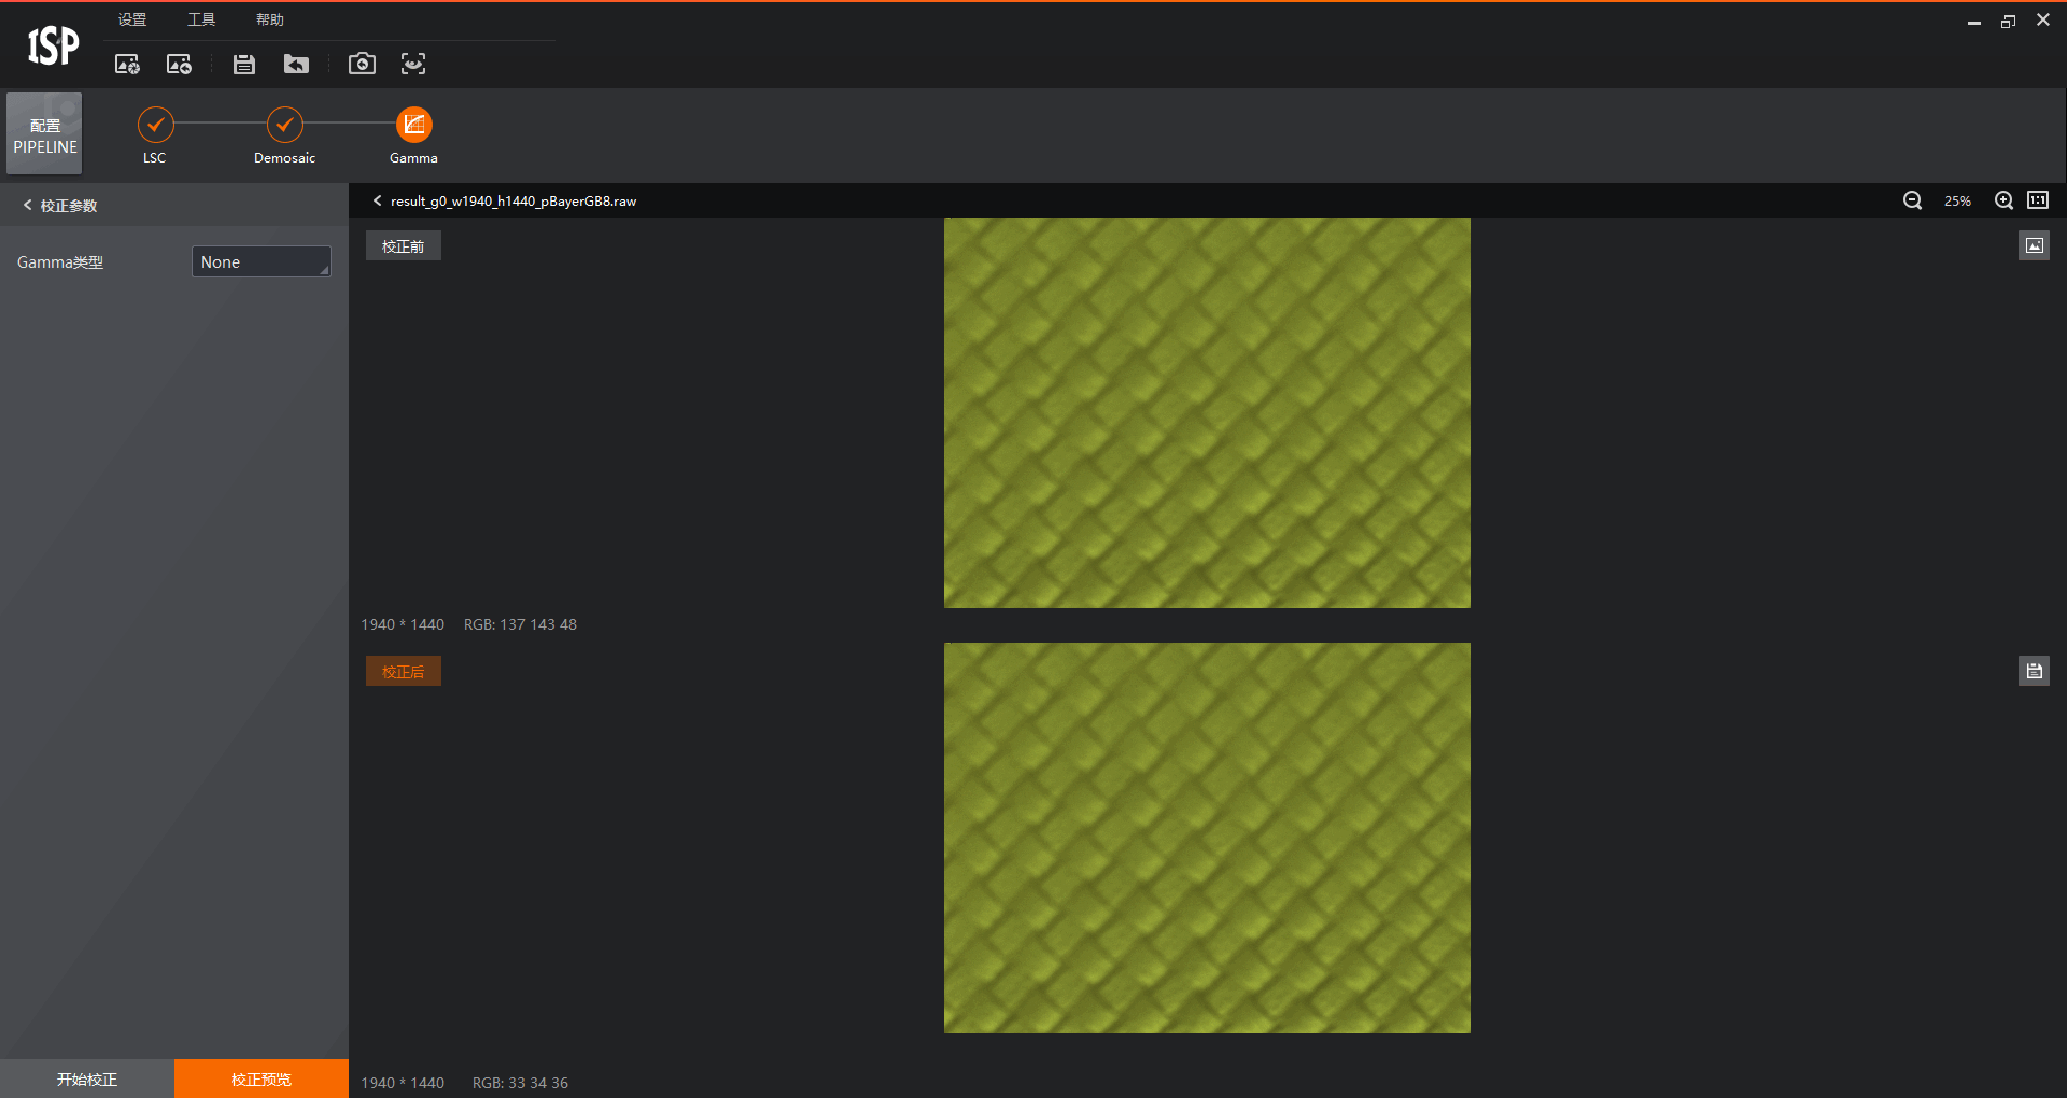 ISP
设置 工具 帮助
配置
PIPELINE
LSC Demosaic Gamma
校正参数
result_g0_w1940_h1440_pBayerGB8.raw
25%
1:1
Gamma类型 None
校正前
1940 * 1440 RGB: 137 143 48
校正后
开始校正 校正预览
1940 * 1440 RGB: 33 34 36